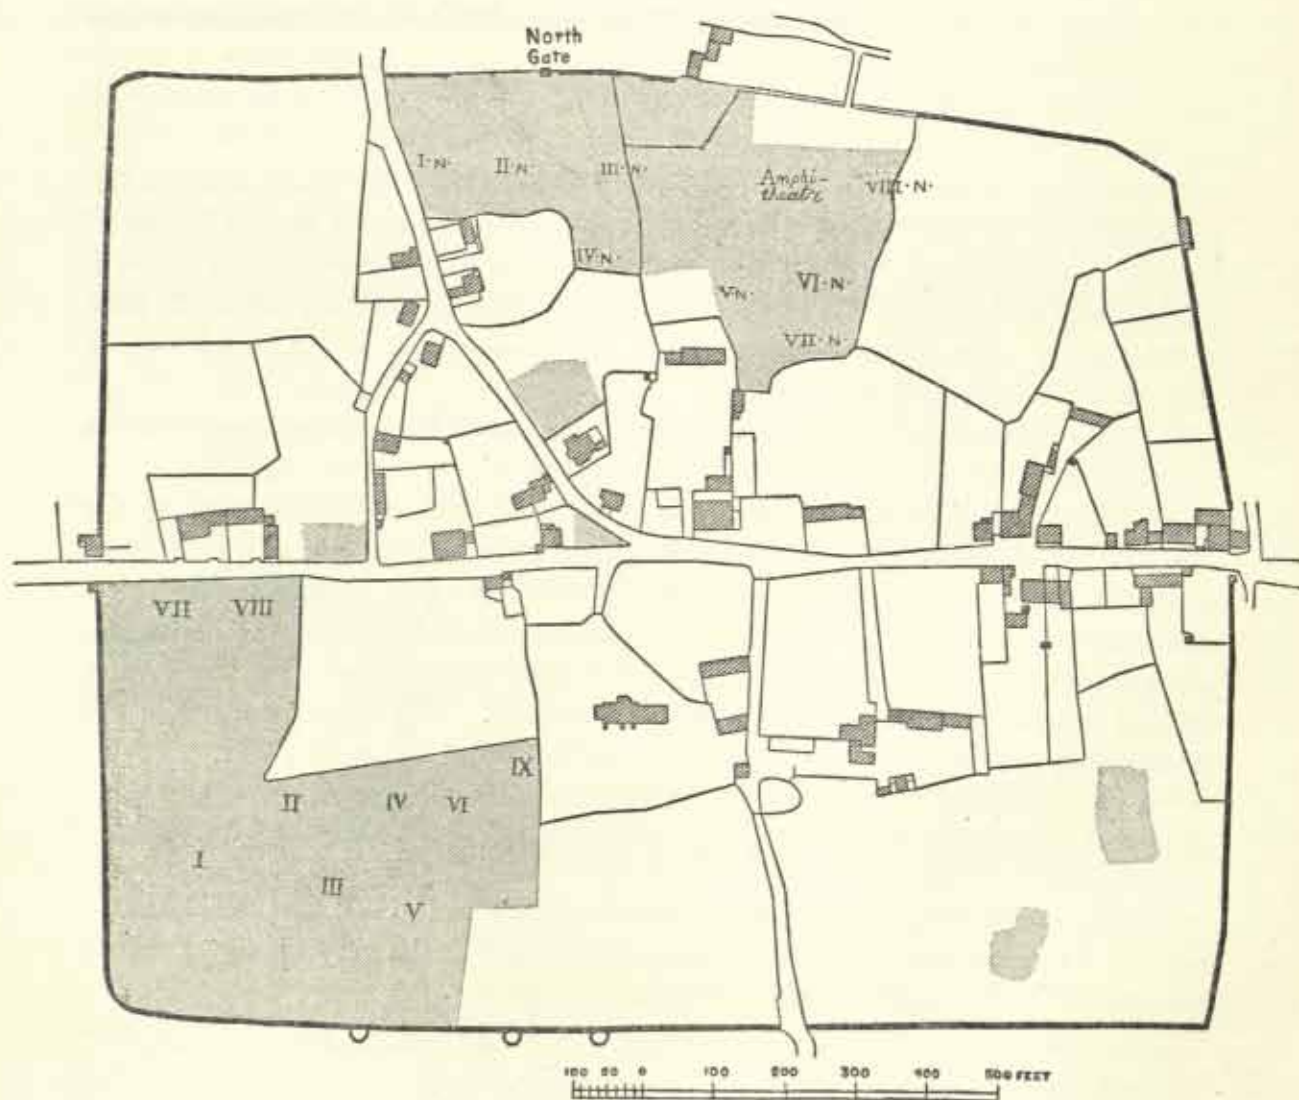 North
Gate
I·N·
II·N·
III·N·
Amphi-
theatre
VIII·N·
IV·N·
V·N·
VI·N·
VII·N·
VII
VIII
IX
II
IV
VI
I
III
V
100 50 0 100 200 300 400 500 FEET